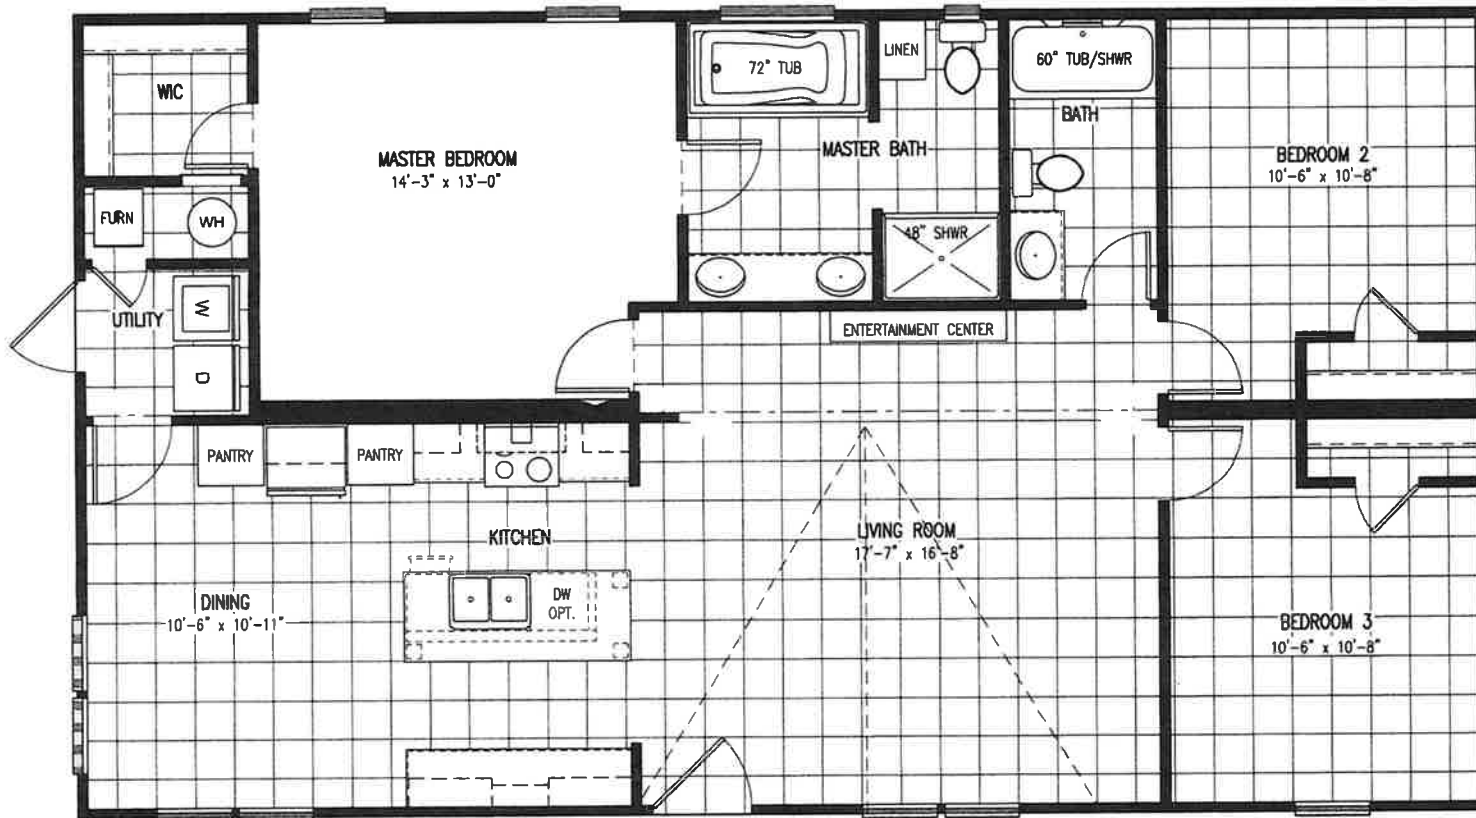 WIC
MASTER BEDROOM
14'-3" x 13'-0"
72" TUB
LINEN
MASTER BATH
60" TUB/SHWR
BATH
BEDROOM 2
10'-6" x 10'-8"
FURN
WH
48" SHWR
UTILITY
W
D
ENTERTAINMENT CENTER
PANTRY
PANTRY
KITCHEN
LIVING ROOM
17'-7" x 16'-8"
DINING
10'-6" x 10'-11"
DW
OPT.
BEDROOM 3
10'-6" x 10'-8"